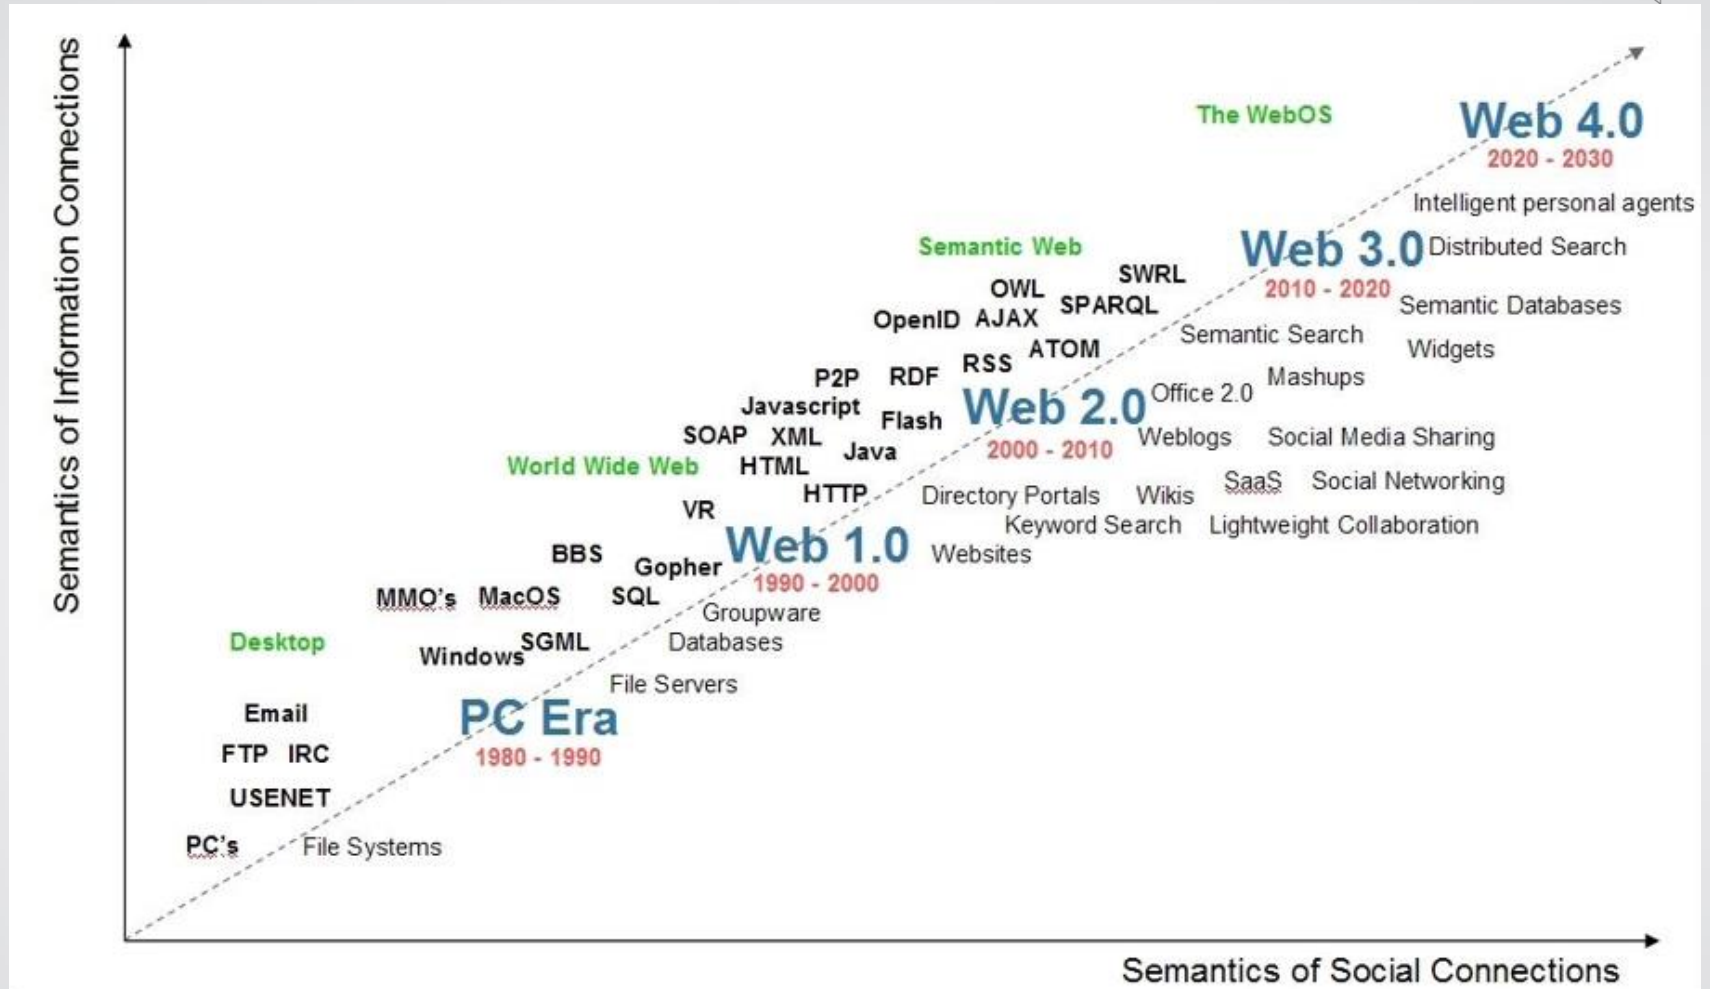 Semantics of Information Connections
The WebOS
Web 4.0
2020 - 2030
Intelligent personal agents
Semantic Web
Web 3.0
Distributed Search
2010 - 2020
SWRL
OWL
SPARQL
Semantic Databases
OpenID AJAX
Semantic Search
ATOM
Widgets
RSS
P2P RDF
Mashups
Javascript
Web 2.0
Office 2.0
Flash
SOAP XML
2000 - 2010
Weblogs Social Media Sharing
Java
World Wide Web
HTML
SaaS Social Networking
HTTP
Directory Portals Wikis
VR
Keyword Search Lightweight Collaboration
Web 1.0
Websites
BBS
Gopher
1990 - 2000
MMO's MacOS SQL
Groupware
Desktop
SGML
Databases
Windows
File Servers
Email
PC Era
FTP IRC
1980 - 1990
USENET
PC's
File Systems
Semantics of Social Connections